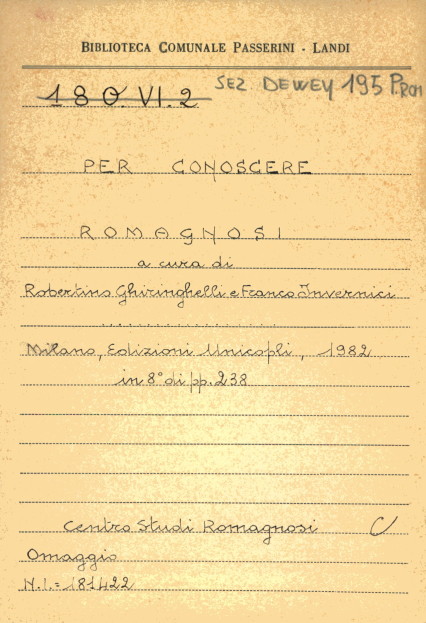 BIBLIOTECA COMUNALE PASSERINI - LANDI
180.VI.2 SEZ DEWEY 195 P.ROM
PER CONOSCERE
ROMAGNOSI
a cura di
Robertino Ghiringhelli e Franco Invernici
..................
Milano, Edizioni Unicopli, 1982
in 8° di pp. 238
Centro Studi Romagnosi
Omaggio
N.I. = 181422